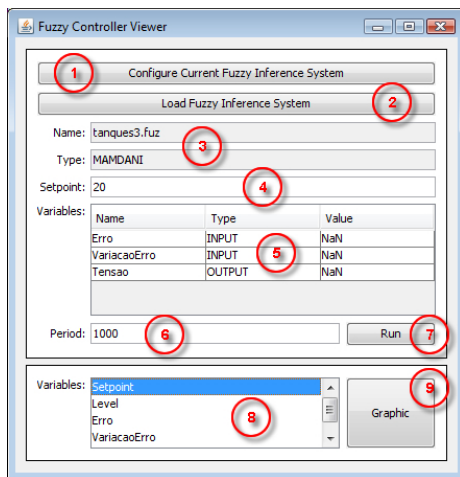 Fuzzy Controller Viewer
1 Configure Current Fuzzy Inference System
Load Fuzzy Inference System 2
Name: tanques3.fuz
3
Type: MAMDANI
Setpoint: 20 4
Variables: Name Type Value
Erro INPUT NaN
VariacaoErro INPUT 5 NaN
Tensao OUTPUT NaN
Period: 1000 6 Run 7
Variables: Setpoint 9
Level
Erro 8 Graphic
VariacaoErro